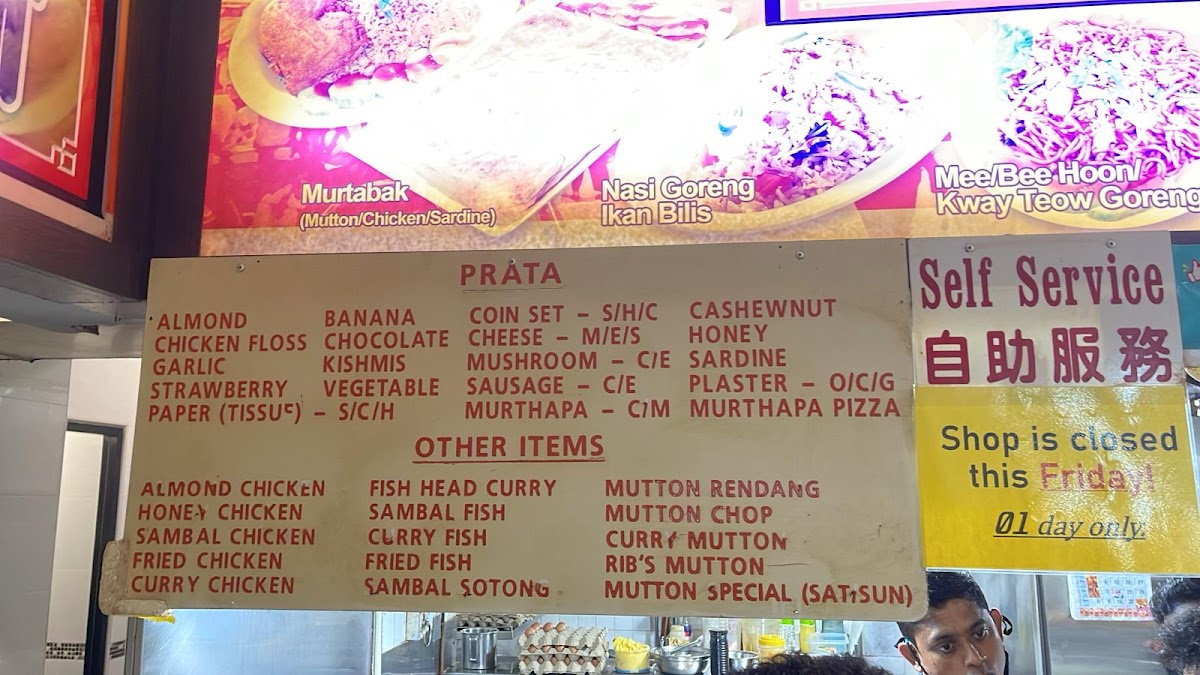 Murtabak
(Mutton/Chicken/Sardine)
Nasi Goreng
Ikan Bilis
Mee/Bee Hoon/
Kway Teow Goreng
PRATA
ALMOND BANANA COIN SET – S/H/C CASHEWNUT
CHICKEN FLOSS CHOCOLATE CHEESE – M/E/S HONEY
GARLIC KISHMIS MUSHROOM – C/E SARDINE
STRAWBERRY VEGETABLE SAUSAGE – C/E PLASTER – O/C/G
PAPER (TISSUE) – S/C/H MURTHAPA – C/M MURTHAPA PIZZA
OTHER ITEMS
ALMOND CHICKEN FISH HEAD CURRY MUTTON RENDANG
HONEY CHICKEN SAMBAL FISH MUTTON CHOP
SAMBAL CHICKEN CURRY FISH CURRY MUTTON
FRIED CHICKEN FRIED FISH RIB'S MUTTON
CURRY CHICKEN SAMBAL SOTONG MUTTON SPECIAL (SAT,SUN)
Self Service
自助服務
Shop is closed
this Friday!
01 day only.